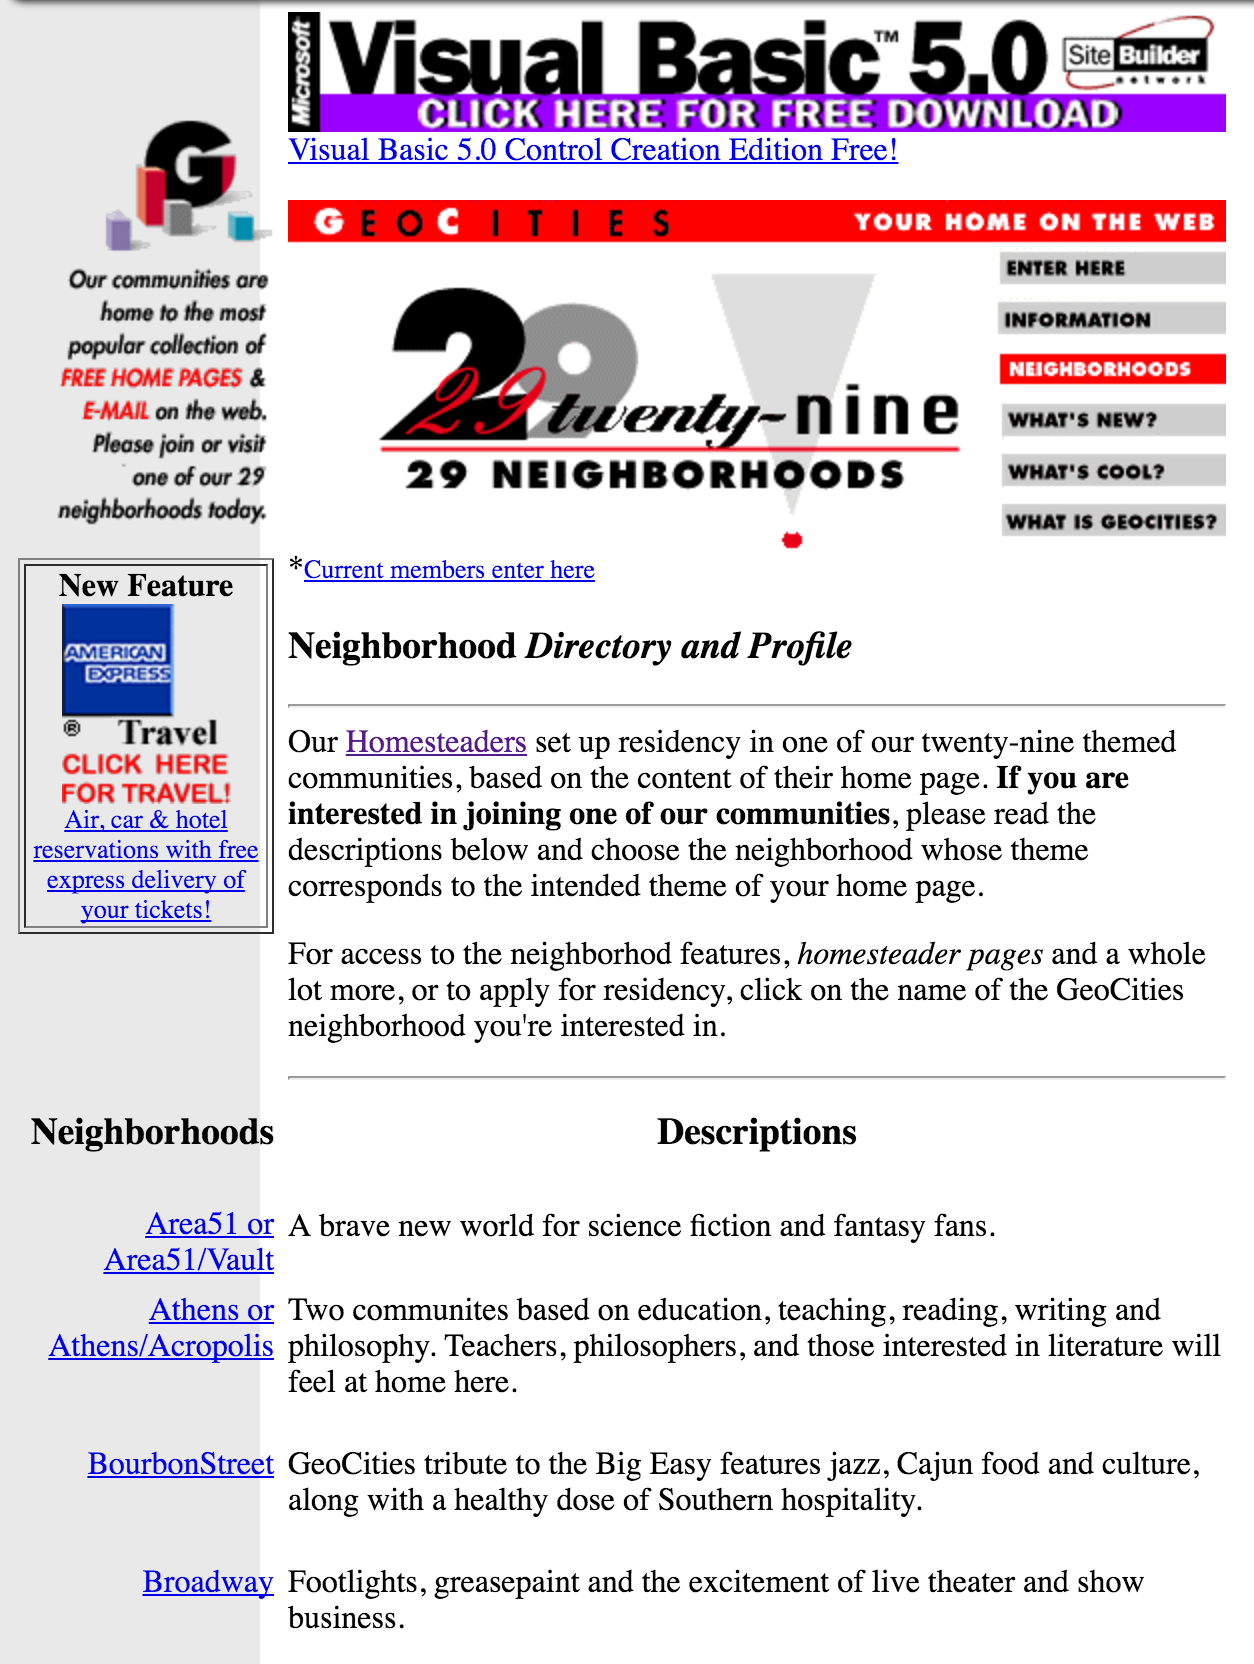 Microsoft
Visual Basic™ 5.0
Site Builder
network
CLICK HERE FOR FREE DOWNLOAD
Visual Basic 5.0 Control Creation Edition Free!
G
Our communities are
home to the most
popular collection of
FREE HOME PAGES &
E-MAIL on the web.
Please join or visit
one of our 29
neighborhoods today.
GEOCITIES
YOUR HOME ON THE WEB
29
29 twenty-nine
29 NEIGHBORHOODS
ENTER HERE
INFORMATION
NEIGHBORHOODS
WHAT'S NEW?
WHAT'S COOL?
WHAT IS GEOCITIES?
New Feature
AMERICAN
EXPRESS
® Travel
CLICK HERE
FOR TRAVEL!
Air, car & hotel
reservations with free
express delivery of
your tickets!
*Current members enter here
Neighborhood Directory and Profile
Our Homesteaders set up residency in one of our twenty-nine themed
communities, based on the content of their home page. If you are
interested in joining one of our communities, please read the
descriptions below and choose the neighborhood whose theme
corresponds to the intended theme of your home page.
For access to the neighborhod features, homesteader pages and a whole
lot more, or to apply for residency, click on the name of the GeoCities
neighborhood you're interested in.
Neighborhoods
Descriptions
Area51 or
Area51/Vault
A brave new world for science fiction and fantasy fans.
Athens or
Athens/Acropolis
Two communites based on education, teaching, reading, writing and
philosophy. Teachers, philosophers, and those interested in literature will
feel at home here.
BourbonStreet
GeoCities tribute to the Big Easy features jazz, Cajun food and culture,
along with a healthy dose of Southern hospitality.
Broadway
Footlights, greasepaint and the excitement of live theater and show
business.